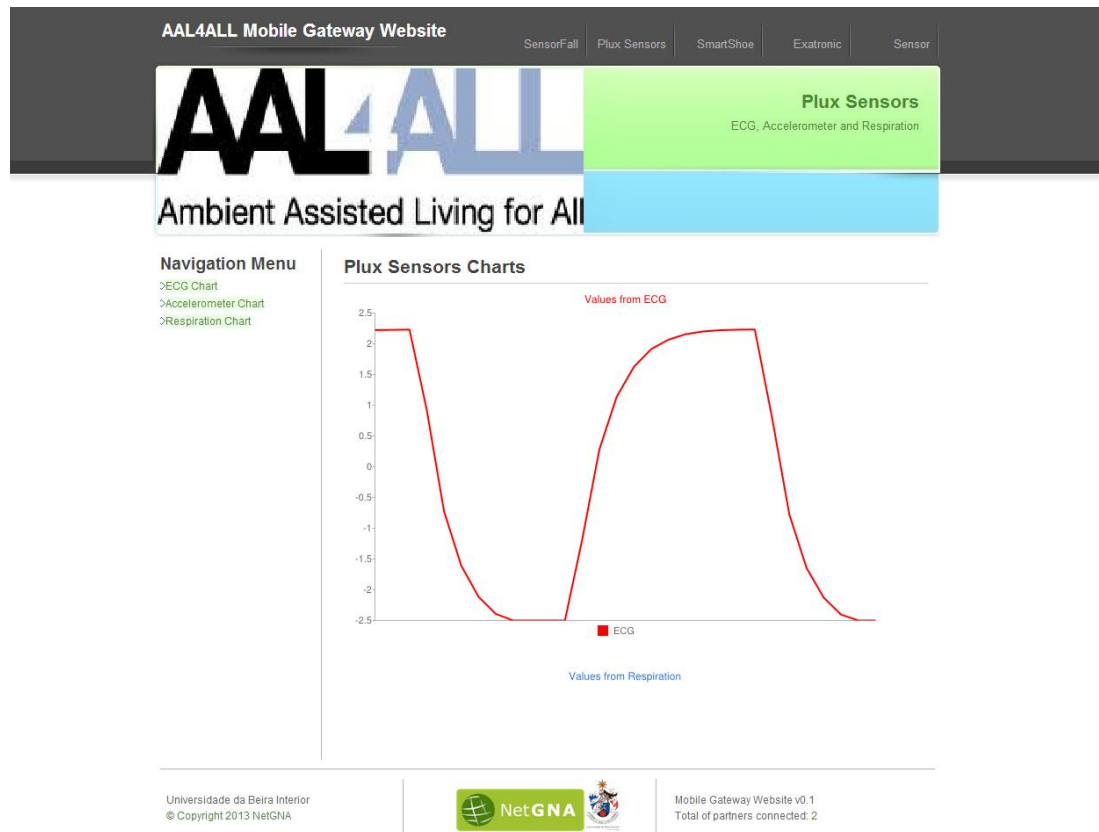 AAL4ALL Mobile Gateway Website
SensorFall Plux Sensors SmartShoe Exatronic Sensor
AAL4ALL
Ambient Assisted Living for All
Plux Sensors
ECG, Accelerometer and Respiration
Navigation Menu
>ECG Chart
>Accelerometer Chart
>Respiration Chart
Plux Sensors Charts
Values from ECG
2.5
2
1.5
1
0.5
0
-0.5
-1
-1.5
-2
-2.5
ECG
Values from Respiration
Universidade da Beira Interior
© Copyright 2013 NetGNA
NetGNA
Mobile Gateway Website v0.1
Total of partners connected: 2